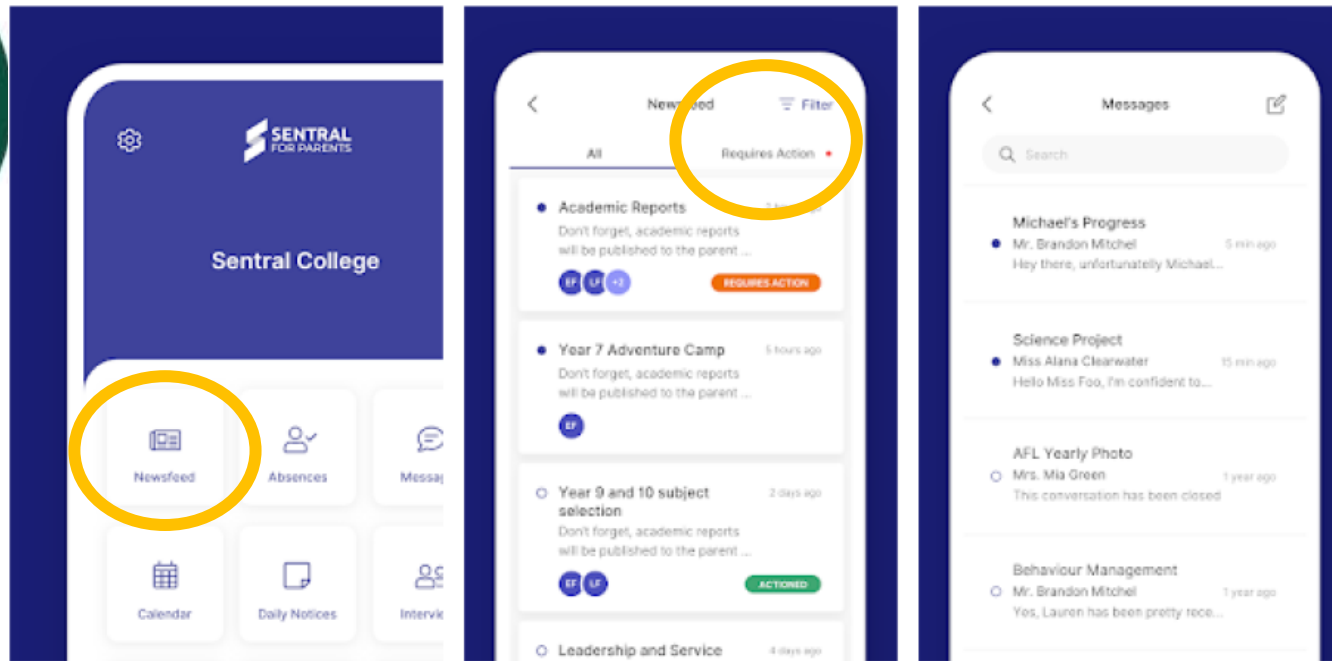 SENTRAL
FOR PARENTS
Sentral College
Newsfeed
Absences
Messag
Calendar
Daily Notices
Intervie
Filter
All
Requires Action
Academic Reports
Don't forget, academic reports
will be published to the parent ...
EF LF +2
REQUIRES ACTION
Year 7 Adventure Camp
5 hours ago
Don't forget, academic reports
will be published to the parent ...
EF
Year 9 and 10 subject
2 days ago
selection
Don't forget, academic reports
will be published to the parent ...
EF LF
ACTIONED
Leadership and Service
4 days ago
Messages
Search
Michael's Progress
Mr. Brandon Mitchel
5 min ago
Hey there, unfortunatelly Michael...
Science Project
Miss Alana Clearwater
15 min ago
Hello Miss Foo, I'm confident to...
AFL Yearly Photo
Mrs. Mia Green
1 year ago
This conversation has been closed
Behaviour Management
Mr. Brandon Mitchel
1 year ago
Yes, Lauren has been pretty rece...